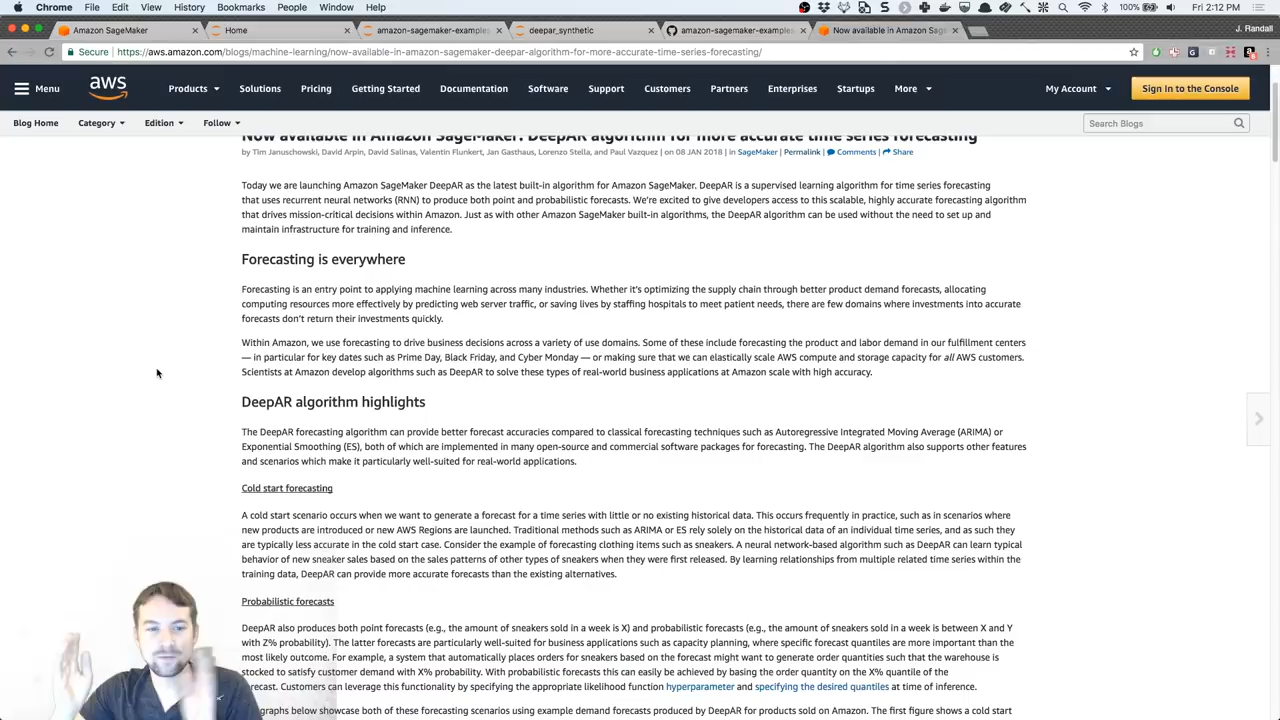 Chrome File Edit View History Bookmarks People Window Help 100% Fri 2:12 PM
Amazon SageMaker Home amazon-sagemaker-examples deepar_synthetic amazon-sagemaker-examples Now available in Amazon Sage J. Randall
Secure https://aws.amazon.com/blogs/machine-learning/now-available-in-amazon-sagemaker-deepar-algorithm-for-more-accurate-time-series-forecasting/
Menu aws Products Solutions Pricing Getting Started Documentation Software Support Customers Partners Enterprises Startups More My Account Sign In to the Console
Blog Home Category Edition Follow Search Blogs
Now available in Amazon SageMaker: DeepAR algorithm for more accurate time series forecasting
by Tim Januschowski, David Arpin, David Salinas, Valentin Flunkert, Jan Gasthaus, Lorenzo Stella, and Paul Vazquez | on 08 JAN 2018 | in SageMaker | Permalink | Comments | Share
Today we are launching Amazon SageMaker DeepAR as the latest built-in algorithm for Amazon SageMaker. DeepAR is a supervised learning algorithm for time series forecasting
that uses recurrent neural networks (RNN) to produce both point and probabilistic forecasts. We're excited to give developers access to this scalable, highly accurate forecasting algorithm
that drives mission-critical decisions within Amazon. Just as with other Amazon SageMaker built-in algorithms, the DeepAR algorithm can be used without the need to set up and
maintain infrastructure for training and inference.
Forecasting is everywhere
Forecasting is an entry point to applying machine learning across many industries. Whether it's optimizing the supply chain through better product demand forecasts, allocating
computing resources more effectively by predicting web server traffic, or saving lives by staffing hospitals to meet patient needs, there are few domains where investments into accurate
forecasts don't return their investments quickly.
Within Amazon, we use forecasting to drive business decisions across a variety of use domains. Some of these include forecasting the product and labor demand in our fulfillment centers
— in particular for key dates such as Prime Day, Black Friday, and Cyber Monday — or making sure that we can elastically scale AWS compute and storage capacity for all AWS customers.
Scientists at Amazon develop algorithms such as DeepAR to solve these types of real-world business applications at Amazon scale with high accuracy.
DeepAR algorithm highlights
The DeepAR forecasting algorithm can provide better forecast accuracies compared to classical forecasting techniques such as Autoregressive Integrated Moving Average (ARIMA) or
Exponential Smoothing (ES), both of which are implemented in many open-source and commercial software packages for forecasting. The DeepAR algorithm also supports other features
and scenarios which make it particularly well-suited for real-world applications.
Cold start forecasting
A cold start scenario occurs when we want to generate a forecast for a time series with little or no existing historical data. This occurs frequently in practice, such as in scenarios where
new products are introduced or new AWS Regions are launched. Traditional methods such as ARIMA or ES rely solely on the historical data of an individual time series, and as such they
are typically less accurate in the cold start case. Consider the example of forecasting clothing items such as sneakers. A neural network-based algorithm such as DeepAR can learn typical
behavior of new sneaker sales based on the sales patterns of other types of sneakers when they were first released. By learning relationships from multiple related time series within the
training data, DeepAR can provide more accurate forecasts than the existing alternatives.
Probabilistic forecasts
DeepAR also produces both point forecasts (e.g., the amount of sneakers sold in a week is X) and probabilistic forecasts (e.g., the amount of sneakers sold in a week is between X and Y
with Z% probability). The latter forecasts are particularly well-suited for business applications such as capacity planning, where specific forecast quantiles are more important than the
most likely outcome. For example, a system that automatically places orders for sneakers based on the forecast might want to generate order quantities such that the warehouse is
stocked to satisfy customer demand with X% probability. With probabilistic forecasts this can easily be achieved by basing the order quantity on the X% quantile of the
recast. Customers can leverage this functionality by specifying the appropriate likelihood function hyperparameter and specifying the desired quantiles at time of inference.
graphs below showcase both of these forecasting scenarios using example demand forecasts produced by DeepAR for products sold on Amazon. The first figure shows a cold start